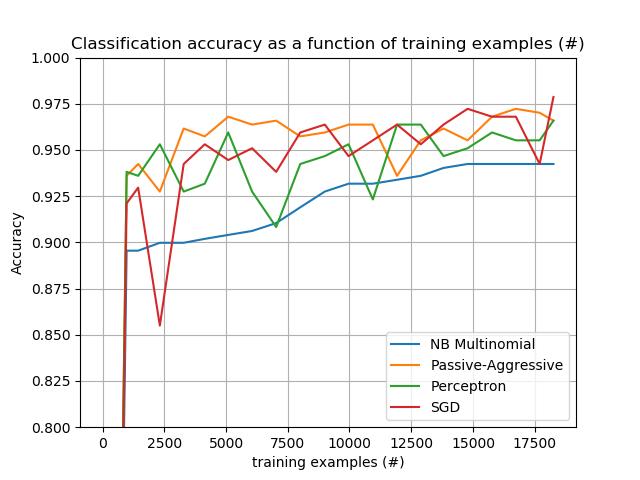 Classification accuracy as a function of training examples (#)
1.000
0.975
0.950
0.925
0.900
0.875
0.850
0.825
0.800
Accuracy
NB Multinomial
Passive-Aggressive
Perceptron
SGD
0 2500 5000 7500 10000 12500 15000 17500
training examples (#)